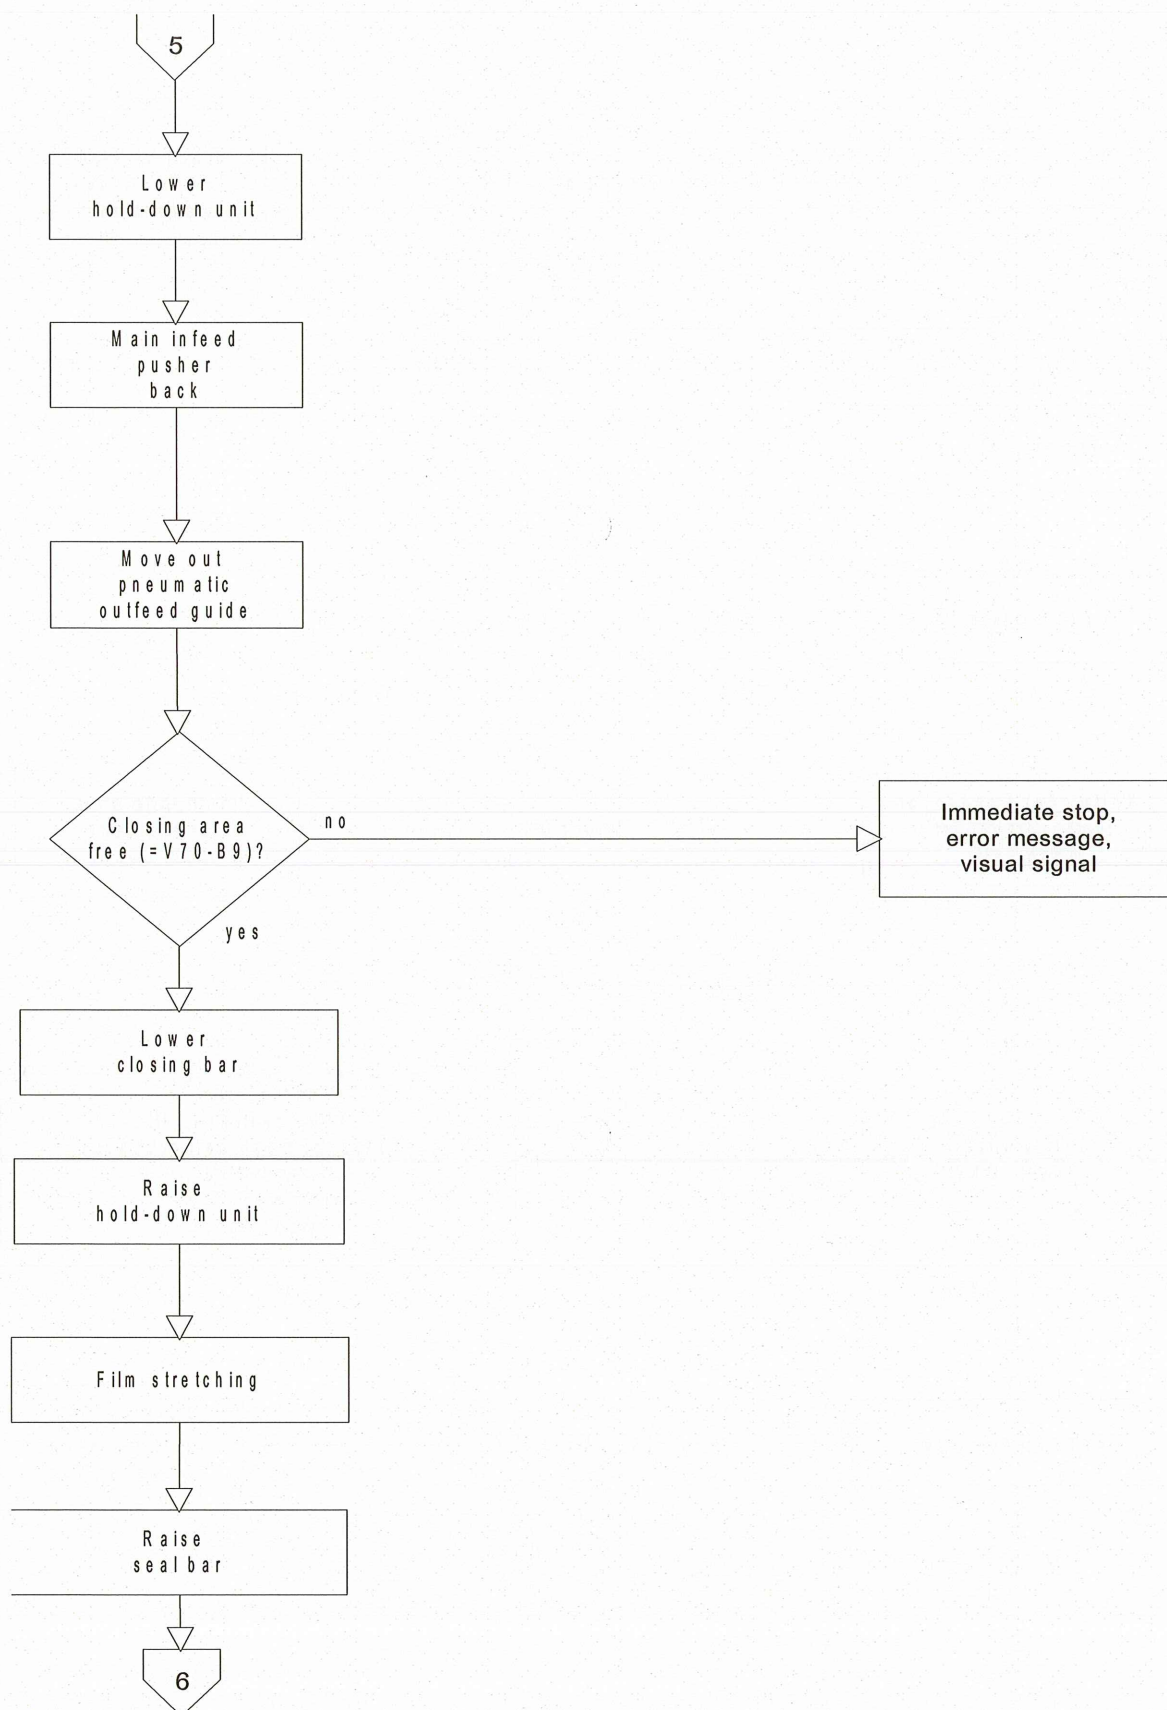 5
Lower
hold-down unit
Main infeed
pusher
back
Move out
pneumatic
outfeed guide
Closing area
free (=V70-B9)?
no
Immediate stop,
error message,
visual signal
yes
Lower
closing bar
Raise
hold-down unit
Film stretching
Raise
seal bar
6